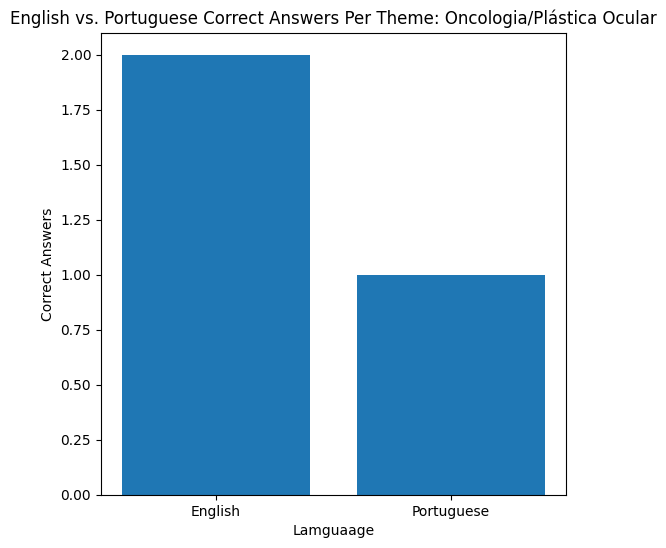 English vs. Portuguese Correct Answers Per Theme: Oncologia/Plástica Ocular
2.00
1.75
1.50
1.25
1.00
0.75
0.50
0.25
0.00
Correct Answers
English Portuguese
Lamguaage